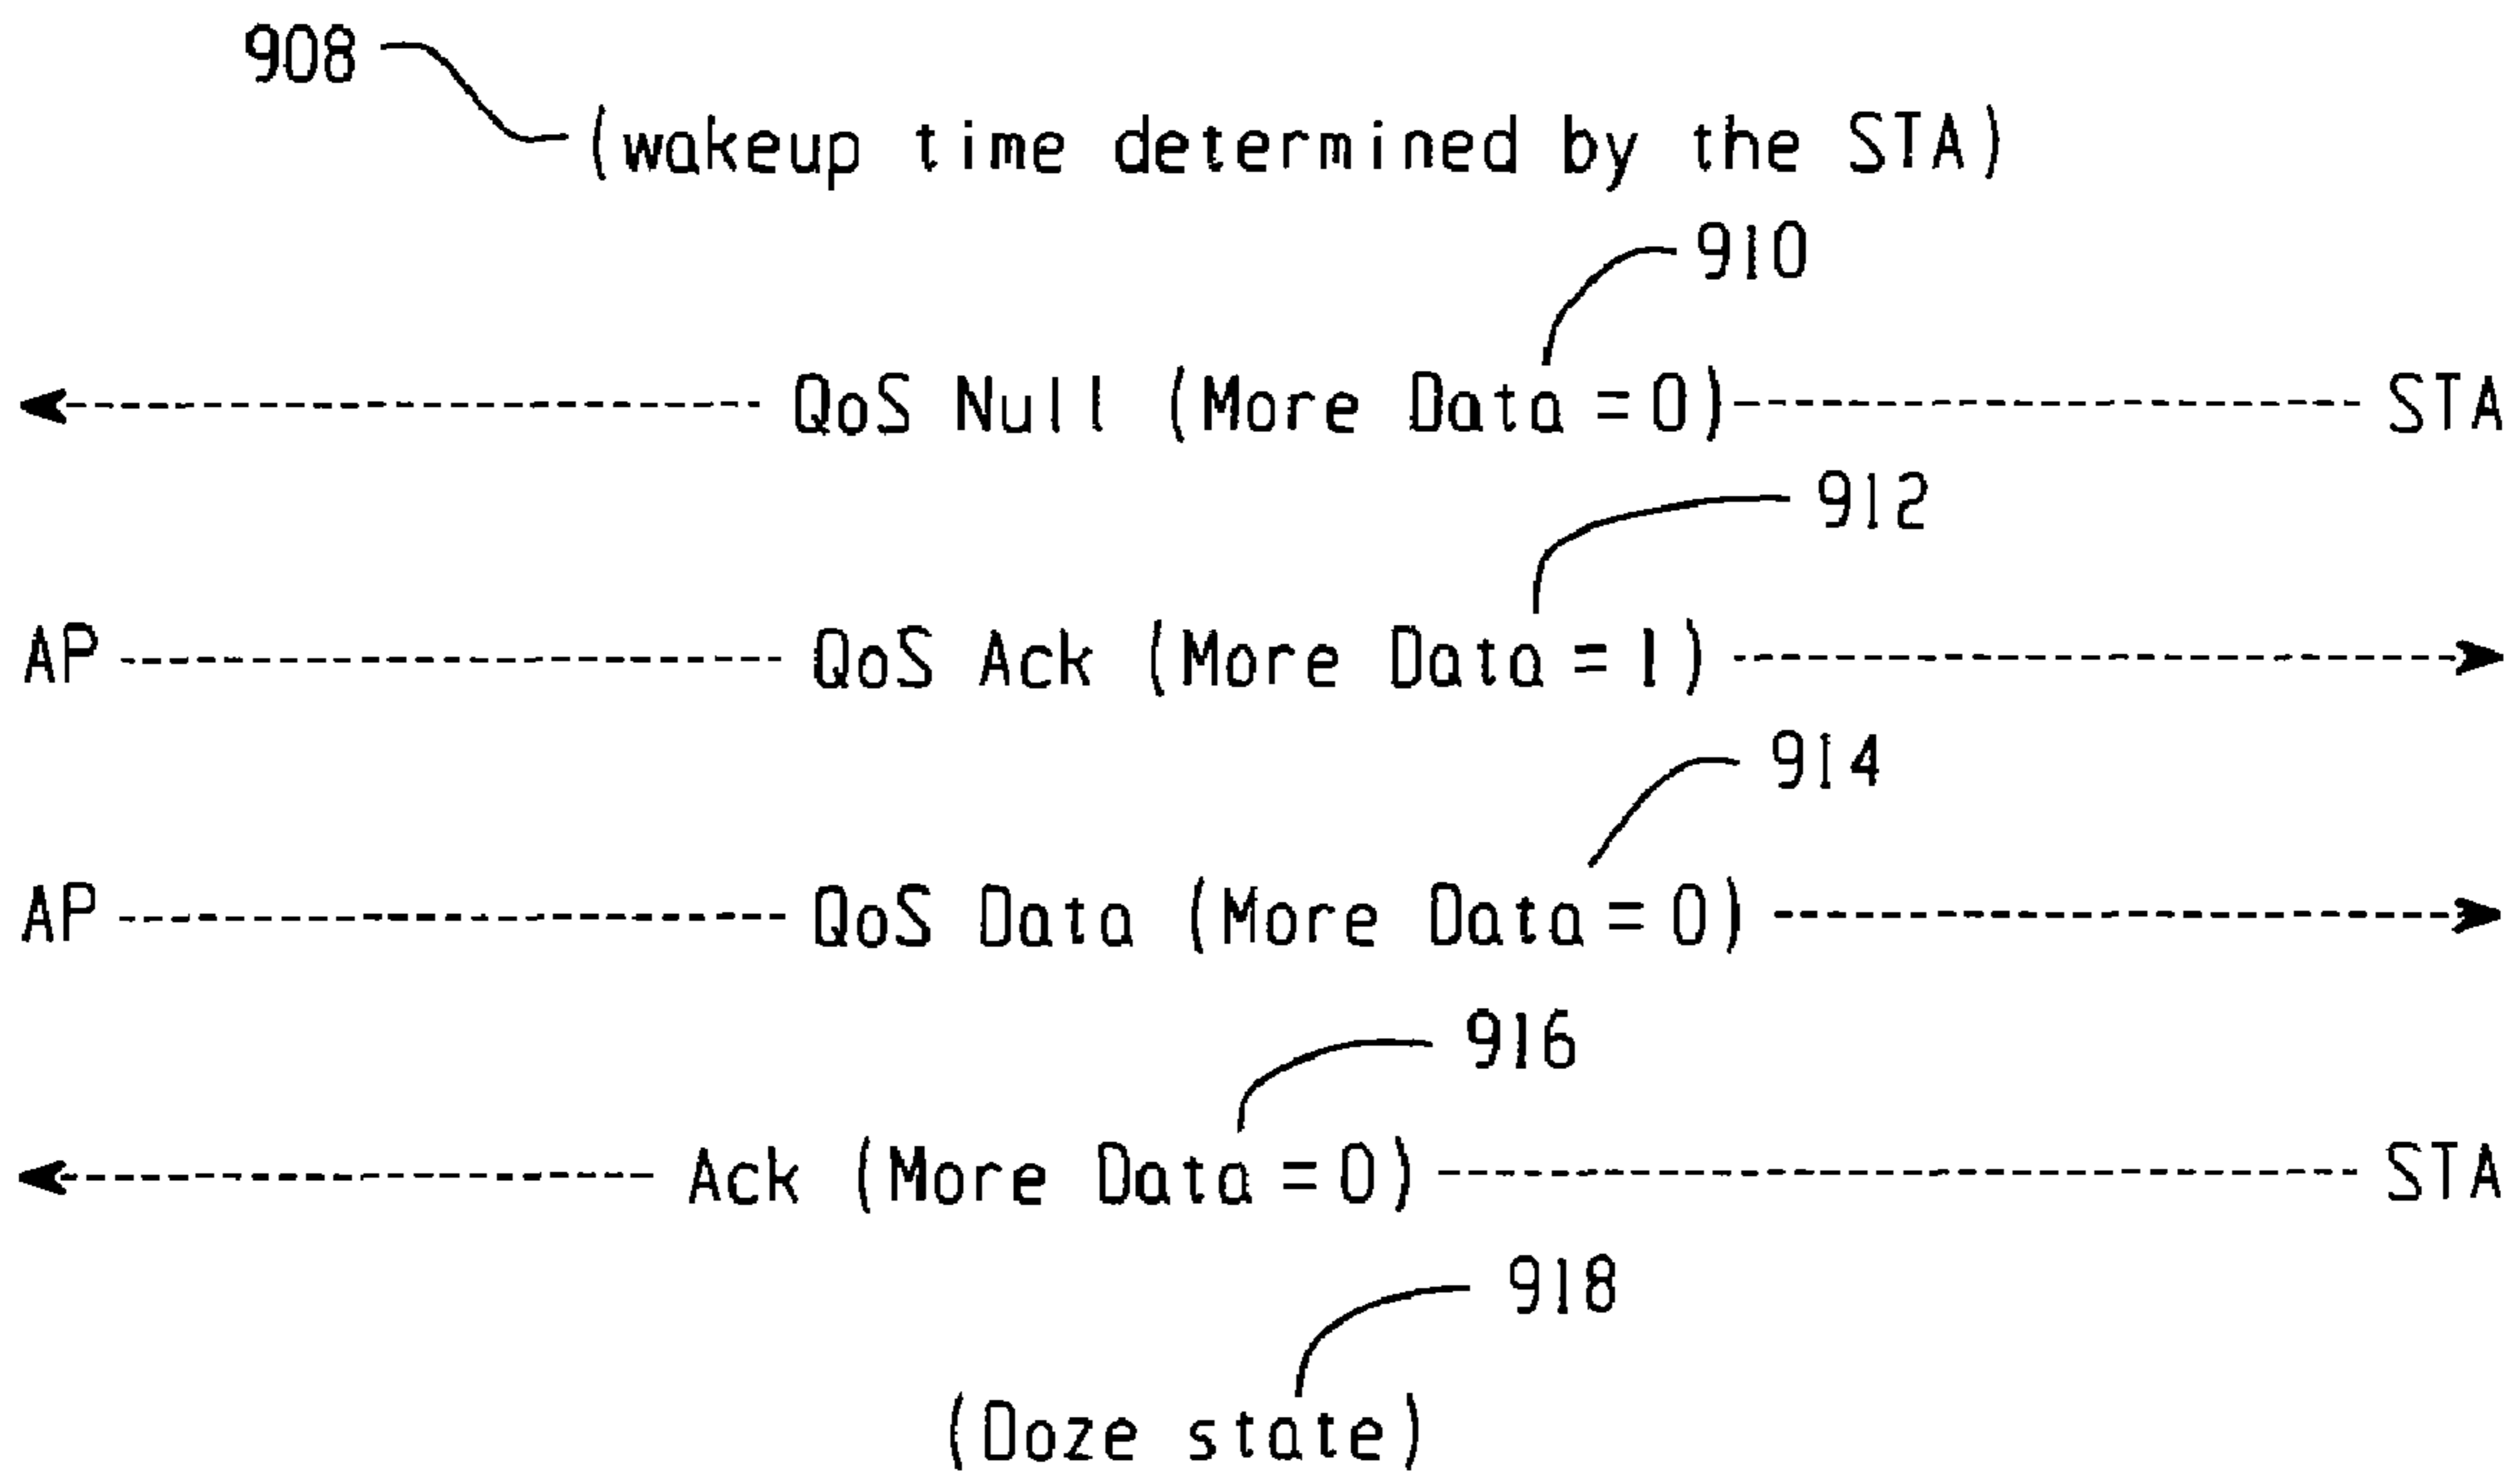 908
(wakeup time determined by the STA)
910
QoS Null (More Data = 0) STA
912
AP QoS Ack (More Data = 1)
914
AP QoS Data (More Data = 0)
916
Ack (More Data = 0) STA
918
(Doze state)